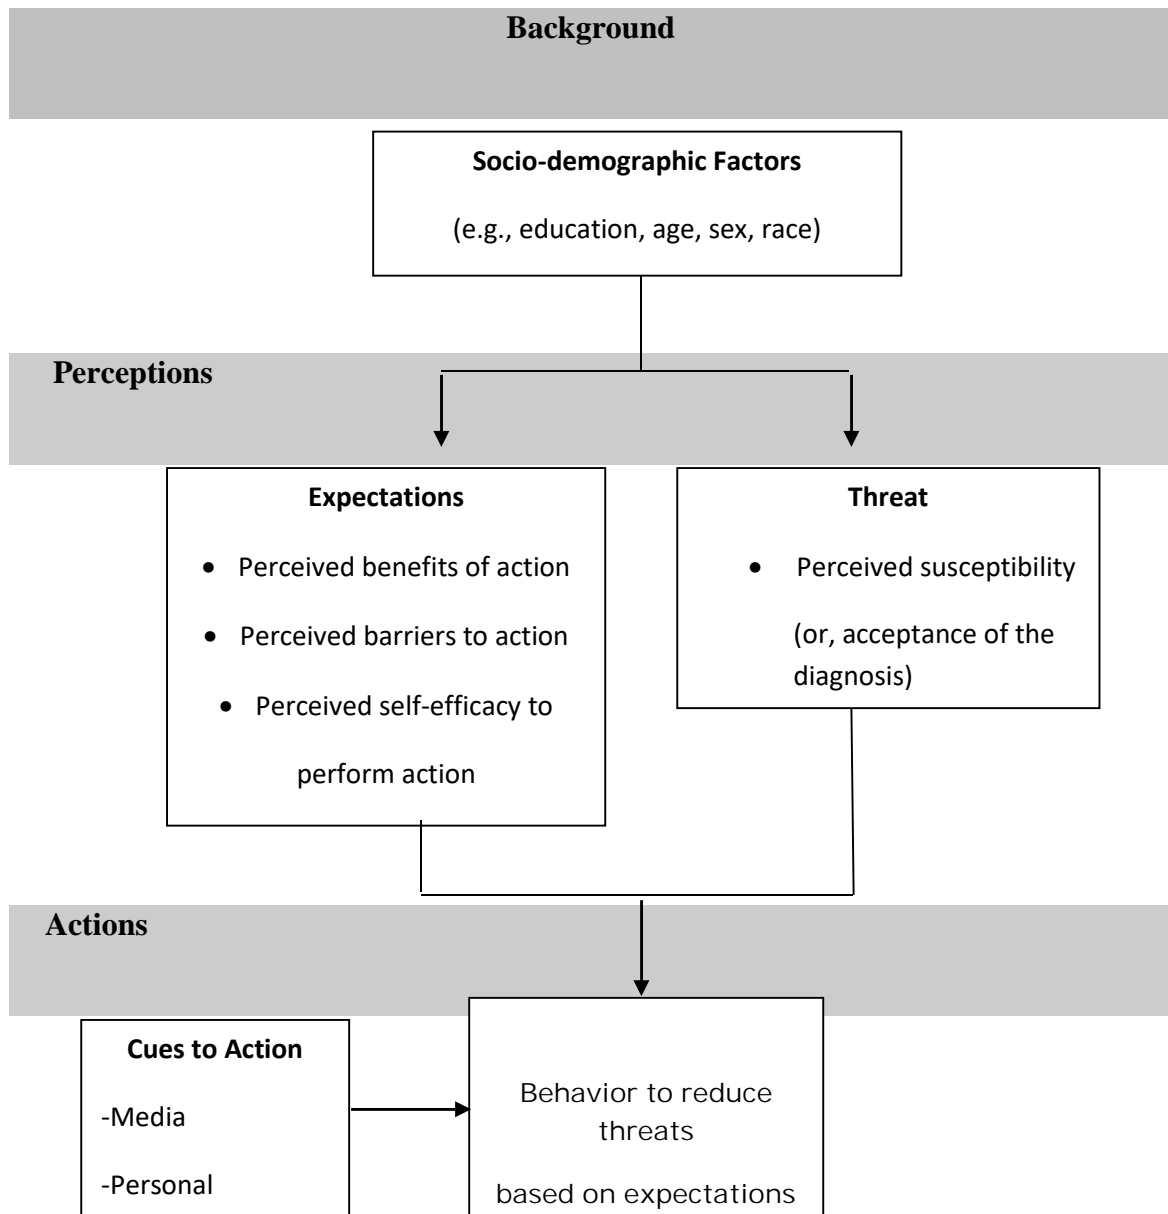 Background
Socio-demographic Factors
(e.g., education, age, sex, race)
Perceptions
Expectations
• Perceived benefits of action
• Perceived barriers to action
• Perceived self-efficacy to
perform action
Threat
• Perceived susceptibility
(or, acceptance of the
diagnosis)
Actions
Cues to Action
-Media
-Personal
Behavior to reduce
threats
based on expectations